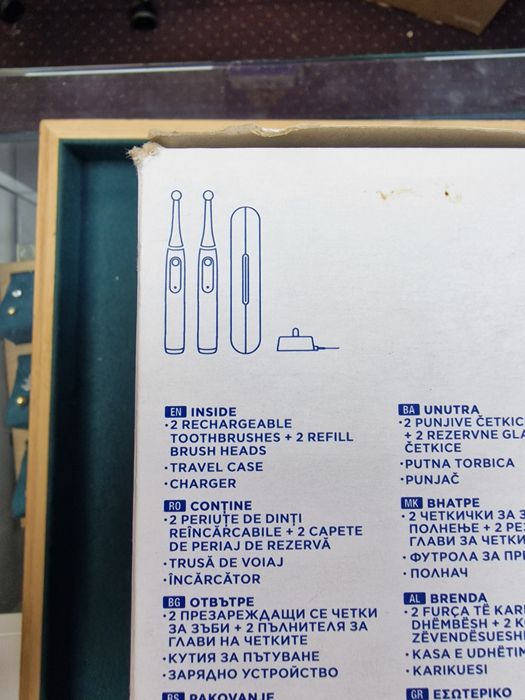 EN INSIDE
·2 RECHARGEABLE
TOOTHBRUSHES + 2 REFILL
BRUSH HEADS
·TRAVEL CASE
·CHARGER
RO CONȚINE
·2 PERIUȚE DE DINȚI
REÎNCĂRCABILE + 2 CAPETE
DE PERIAJ DE REZERVĂ
·TRUSĂ DE VOIAJ
·ÎNCĂRCĂTOR
BG ОТВЪТРЕ
·2 ПРЕЗАРЕЖДАЩИ СЕ ЧЕТКИ
ЗА ЗЪБИ + 2 ПЪЛНИТЕЛЯ ЗА
ГЛАВИ НА ЧЕТКИТЕ
·КУТИЯ ЗА ПЪТУВАНЕ
·ЗАРЯДНО УСТРОЙСТВО
RS PAKOVANJE
BA UNUTRA
·2 PUNJIVE ČETKIC
+ 2 REZERVNE GLA
ČETKICE
·PUTNA TORBICA
·PUNJAČ
MK ВНАТРЕ
·2 ЧЕТКИЧКИ ЗА З
ПОЛНЕЊЕ + 2 РЕЗ
ГЛАВИ ЗА ЧЕТКИ
·ФУТРОЛА ЗА ПР
·ПОЛНАЧ
AL BRENDA
·2 FURÇA TË KARI
DHËMBËSH + 2 K
ZËVENDËSUESH
·KASA E UDHËTIM
·KARIKUESI
GR ΕΣΩΤΕΡΙΚΟ